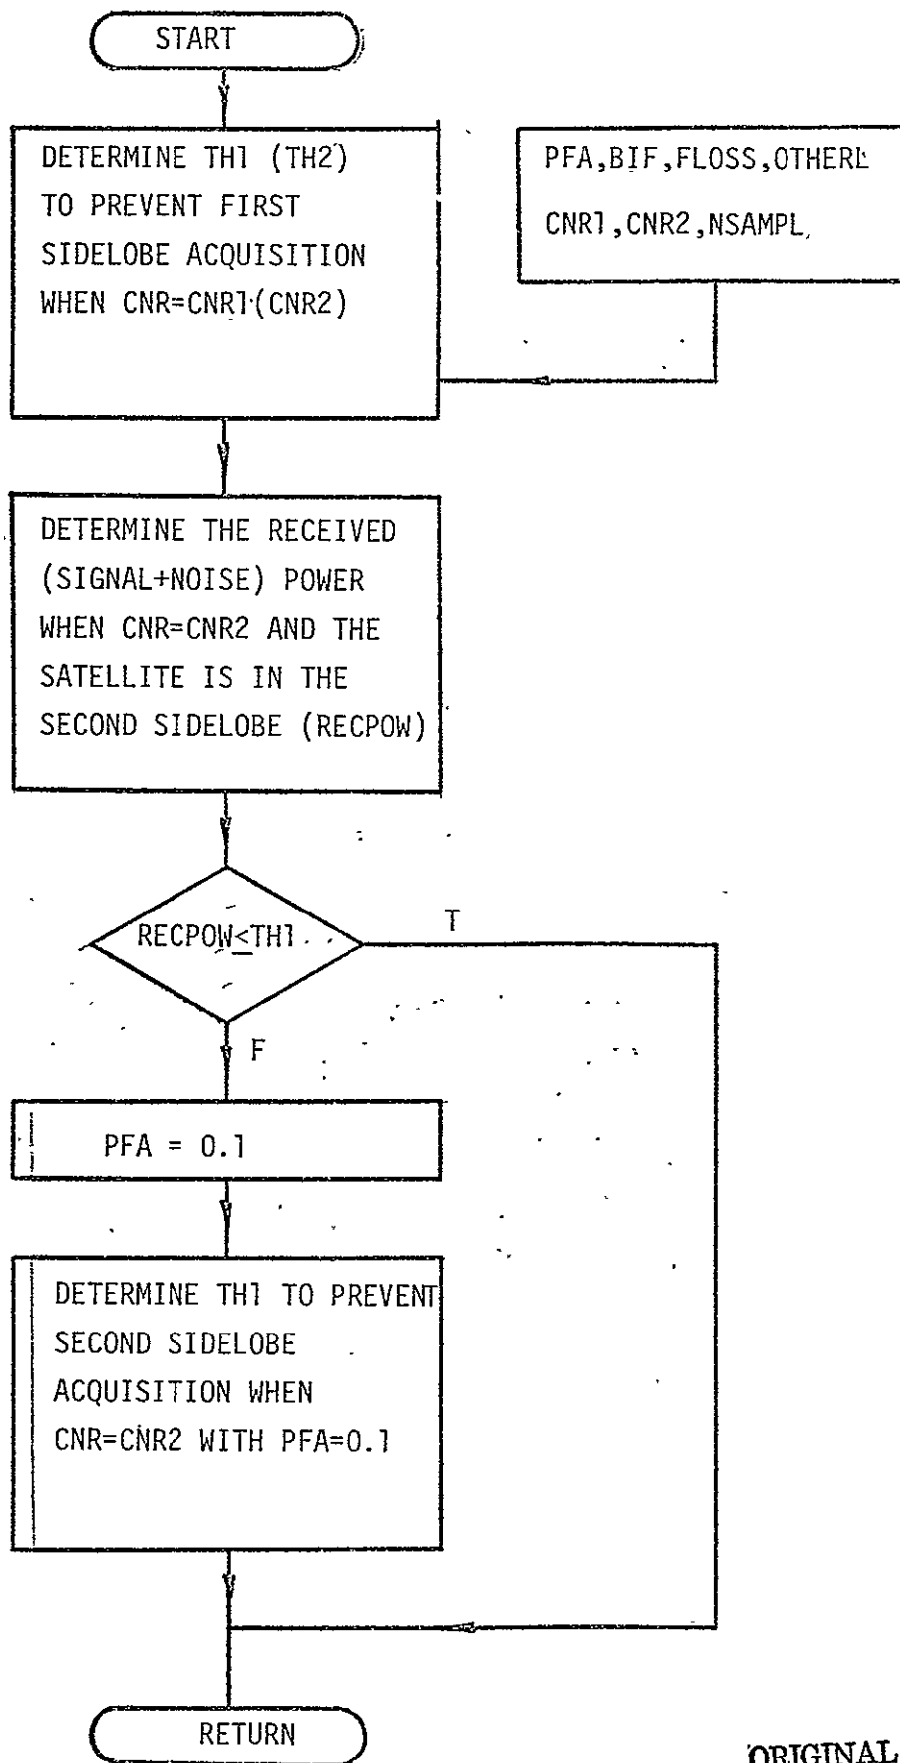 START
DETERMINE TH1 (TH2)
TO PREVENT FIRST
SIDELOBE ACQUISITION
WHEN CNR=CNR1(CNR2)
PFA,BIF,FLOSS,OTHERL
CNR1,CNR2,NSAMPL
DETERMINE THE RECEIVED
(SIGNAL+NOISE) POWER
WHEN CNR=CNR2 AND THE
SATELLITE IS IN THE
SECOND SIDELOBE (RECPOW)
RECPOW≤TH1
T
F
PFA = 0.1
DETERMINE TH1 TO PREVENT
SECOND SIDELOBE
ACQUISITION WHEN
CNR=CNR2 WITH PFA=0.1
RETURN
ORIGINAL